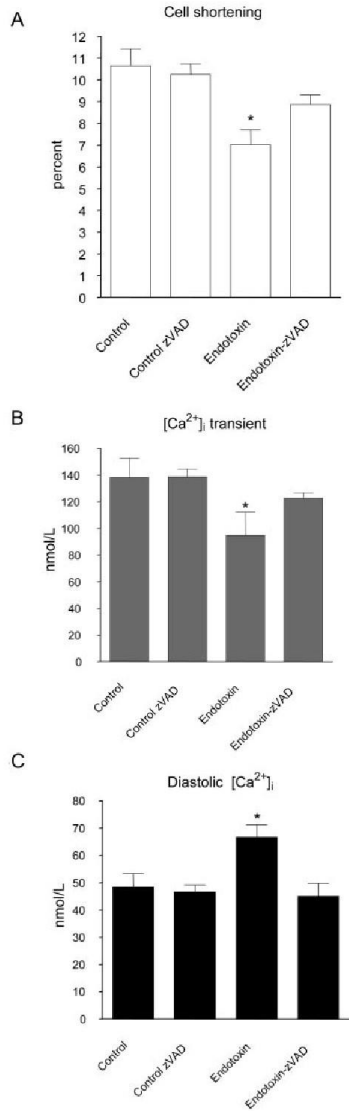 A
Cell shortening
12
11
10
9
8
7
6
5
4
3
2
1
0
percent
*
Control
Control zVAD
Endotoxin
Endotoxin-zVAD
B
[Ca2+]i transient
160
140
120
100
80
60
40
20
0
nmol/L
*
Control
Control zVAD
Endotoxin
Endotoxin-zVAD
C
Diastolic [Ca2+]i
80
70
60
50
40
30
20
10
0
nmol/L
*
Control
Control zVAD
Endotoxin
Endotoxin-zVAD